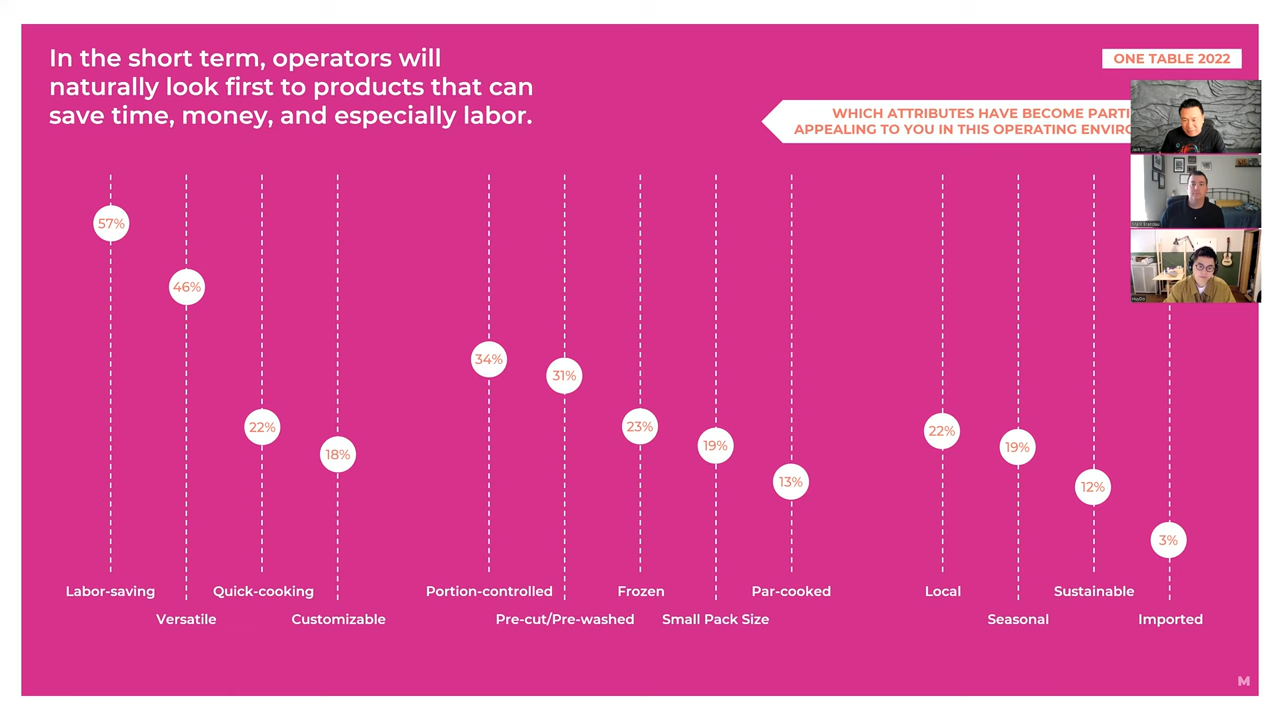 In the short term, operators will
naturally look first to products that can
save time, money, and especially labor.
ONE TABLE 2022
WHICH ATTRIBUTES HAVE BECOME PARTI
APPEALING TO YOU IN THIS OPERATING ENVIRO
57%
46%
22%
18%
34%
31%
23%
19%
13%
22%
19%
12%
3%
Labor-saving
Versatile
Quick-cooking
Customizable
Portion-controlled
Pre-cut/Pre-washed
Frozen
Small Pack Size
Par-cooked
Local
Seasonal
Sustainable
Imported
M